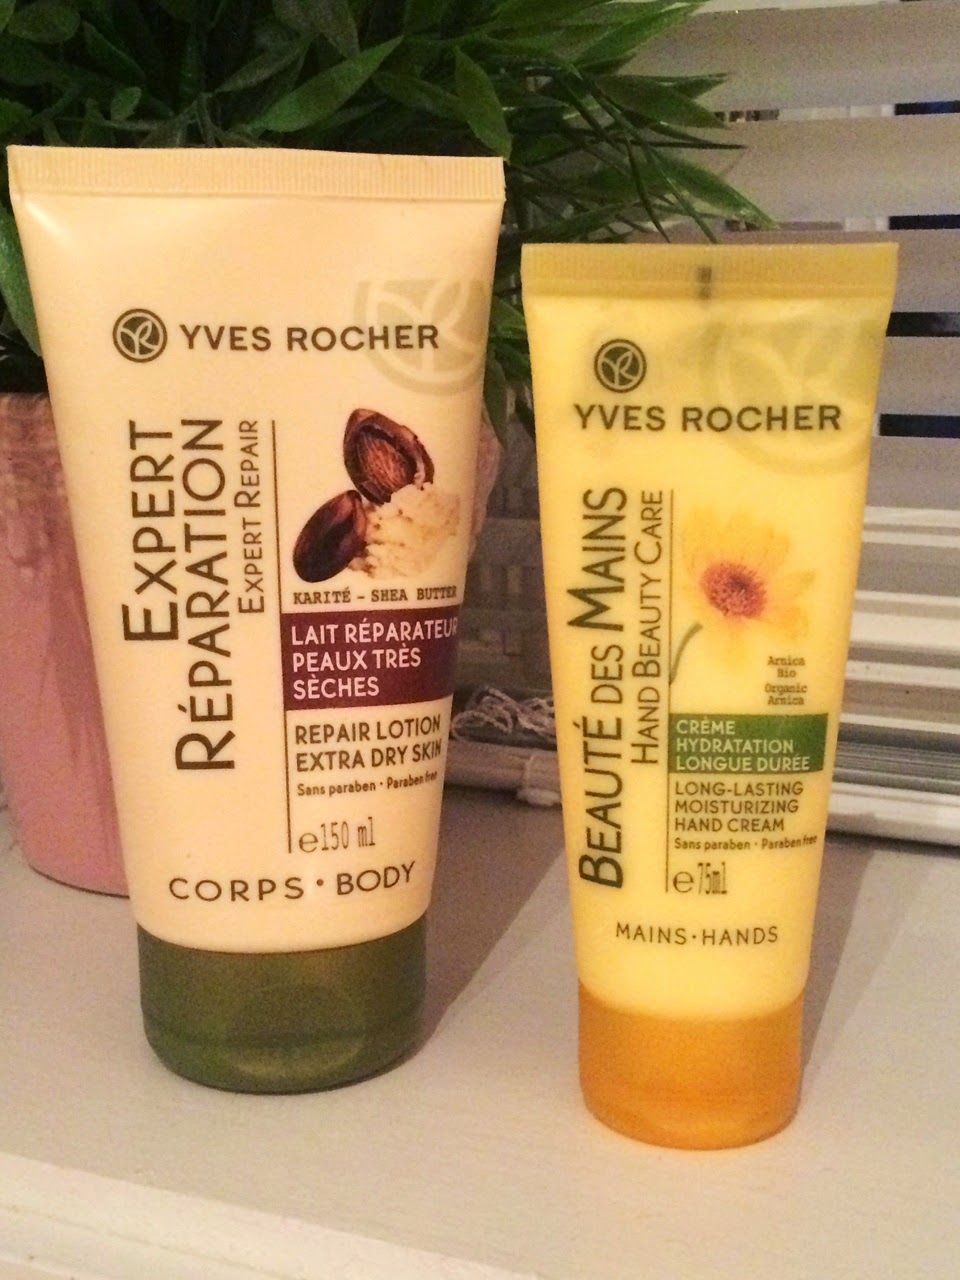 YVES ROCHER
EXPERT
RÉPARATION
EXPERT REPAIR
KARITÉ - SHEA BUTTER
LAIT RÉPARATEUR
PEAUX TRÈS
SÈCHES
REPAIR LOTION
EXTRA DRY SKIN
Sans paraben • Paraben free
e150 ml
CORPS • BODY
YVES ROCHER
BEAUTÉ DES MAINS
HAND BEAUTY CARE
Arnica
Bio
Organic
Arnica
CRÈME
HYDRATATION
LONGUE DURÉE
LONG-LASTING
MOISTURIZING
HAND CREAM
Sans paraben • Paraben free
e75ml
MAINS • HANDS